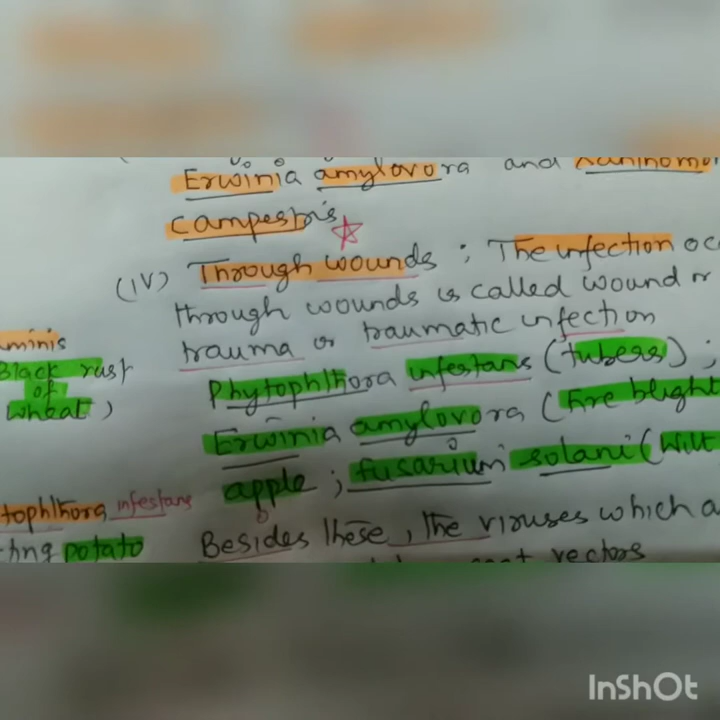 Erwinia amylovora and
campestris
(IV) Through wounds : The infection
through wounds is called wound or
trauma or traumatic infection
Phytophthora infestans (tubers) ;
Erwinia amylovora (Fire blight
apple ; fusarium solani (Wilt
Besides these, the viruses which
vectors
Black rust
of
wheat)
infestans
potato
InShOt